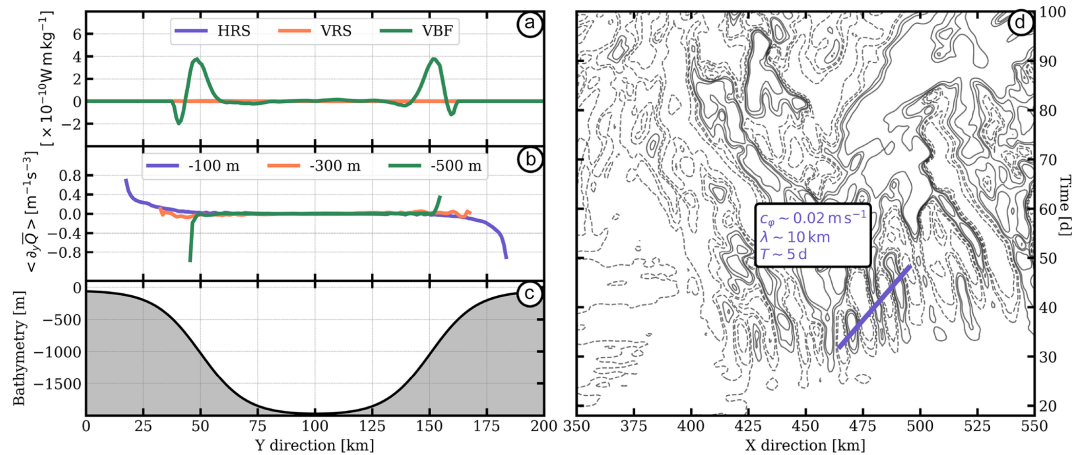 a
HRS VRS VBF
[ × 10⁻¹⁰W m kg⁻¹]
6
4
2
0
−2
b
-100 m -300 m -500 m
< ∂yQ̅ > [m⁻¹s⁻³]
0.8
0.4
0.0
−0.4
−0.8
c
Bathymetry [m]
0
−500
−1000
−1500
0 25 50 75 100 125 150 175 200
Y direction [km]
d
cφ ~ 0.02 m s⁻¹
λ ~ 10 km
T ~ 5 d
100
90
80
70
60
50
40
30
20
Time [d]
350 375 400 425 450 475 500 525 550
X direction [km]